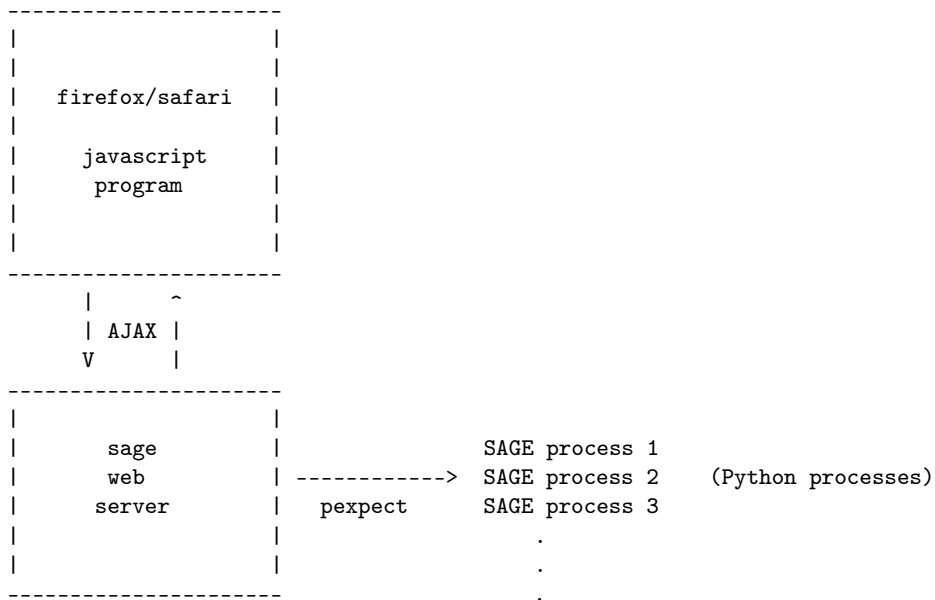 firefox/safari
javascript
program
AJAX
V
sage SAGE process 1
web ------------> SAGE process 2 (Python processes)
server pexpect SAGE process 3
.
.
.